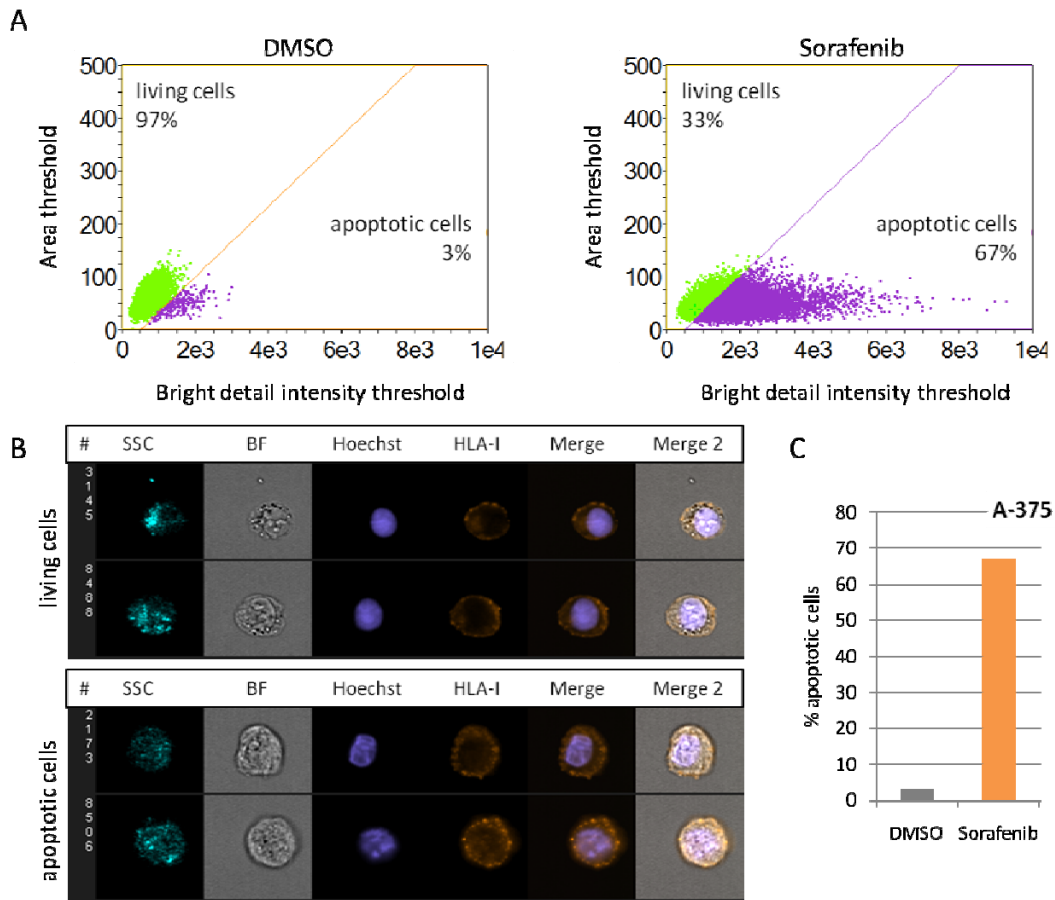 A
DMSO
living cells
97%
apoptotic cells
3%
500
400
300
200
100
0
0 2e3 4e3 6e3 8e3 1e4
Area threshold
Bright detail intensity threshold
Sorafenib
living cells
33%
apoptotic cells
67%
500
400
300
200
100
0
0 2e3 4e3 6e3 8e3 1e4
Area threshold
Bright detail intensity threshold
B
# SSC BF Hoechst HLA-I Merge Merge 2
living cells
3145
8408
# SSC BF Hoechst HLA-I Merge Merge 2
apoptotic cells
2173
8506
C
A-375
80
70
60
50
40
30
20
10
0
% apoptotic cells
DMSO Sorafenib